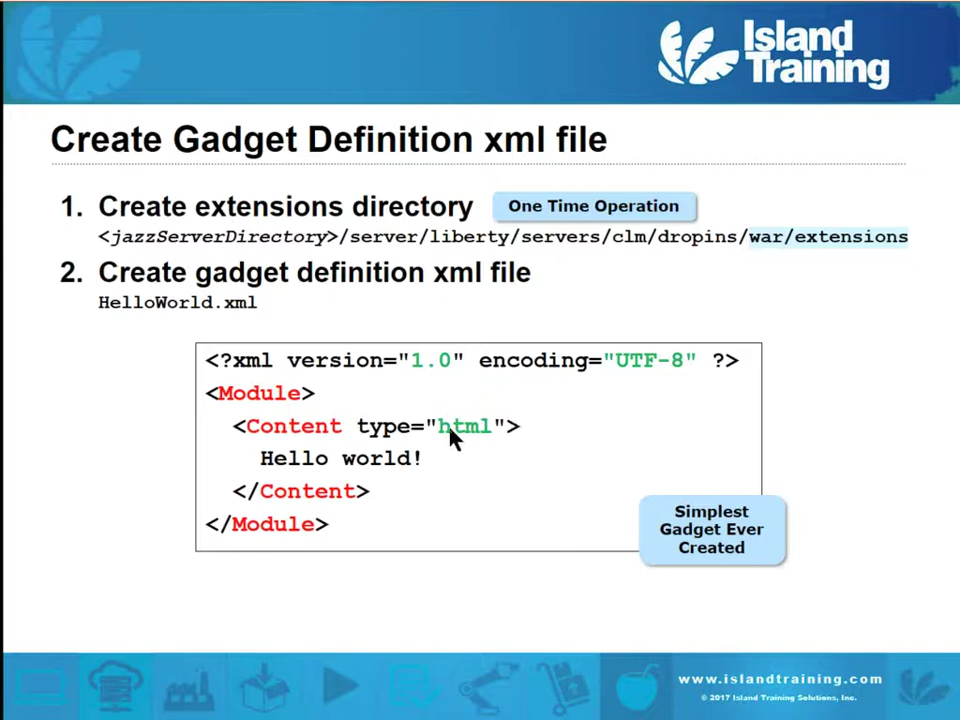 Island
Training
Create Gadget Definition xml file
1. Create extensions directory
One Time Operation
<jazzServerDirectory>/server/liberty/servers/clm/dropins/war/extensions
2. Create gadget definition xml file
HelloWorld.xml
<?xml version="1.0" encoding="UTF-8" ?>
<Module>
<Content type="html">
Hello world!
</Content>
</Module>
Simplest
Gadget Ever
Created
www.islandtraining.com
© 2017 Island Training Solutions, Inc.